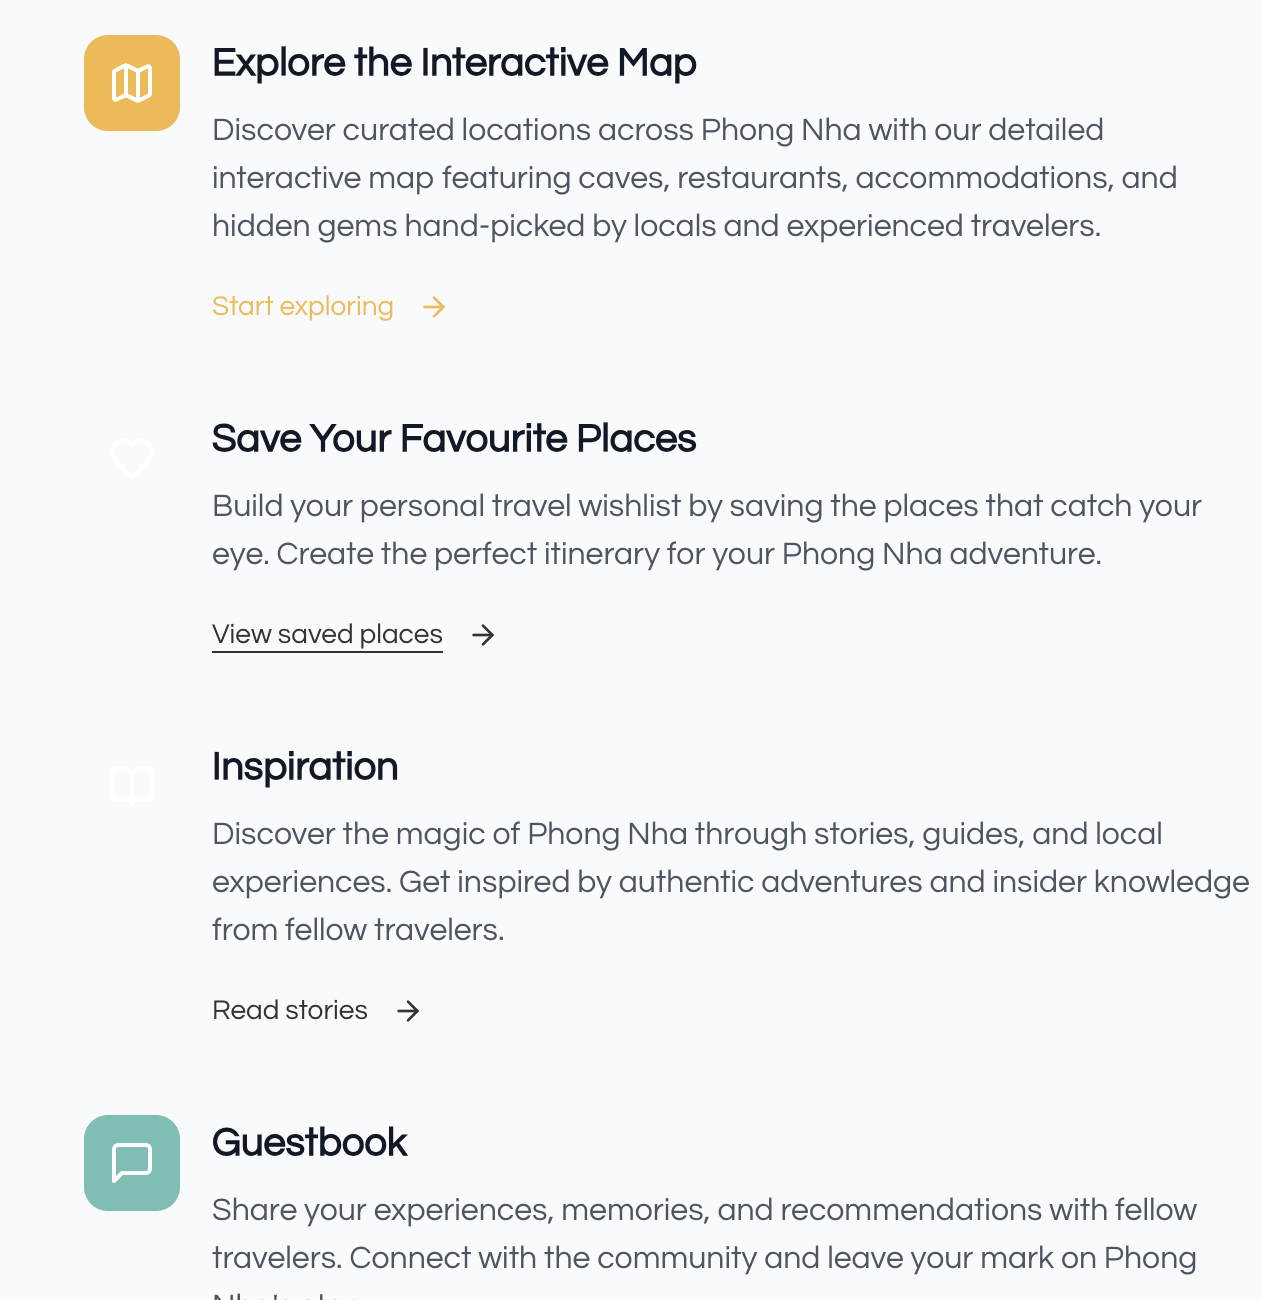 Explore the Interactive Map
Discover curated locations across Phong Nha with our detailed
interactive map featuring caves, restaurants, accommodations, and
hidden gems hand-picked by locals and experienced travelers.
Start exploring
Save Your Favourite Places
Build your personal travel wishlist by saving the places that catch your
eye. Create the perfect itinerary for your Phong Nha adventure.
View saved places
Inspiration
Discover the magic of Phong Nha through stories, guides, and local
experiences. Get inspired by authentic adventures and insider knowledge
from fellow travelers.
Read stories
Guestbook
Share your experiences, memories, and recommendations with fellow
travelers. Connect with the community and leave your mark on Phong